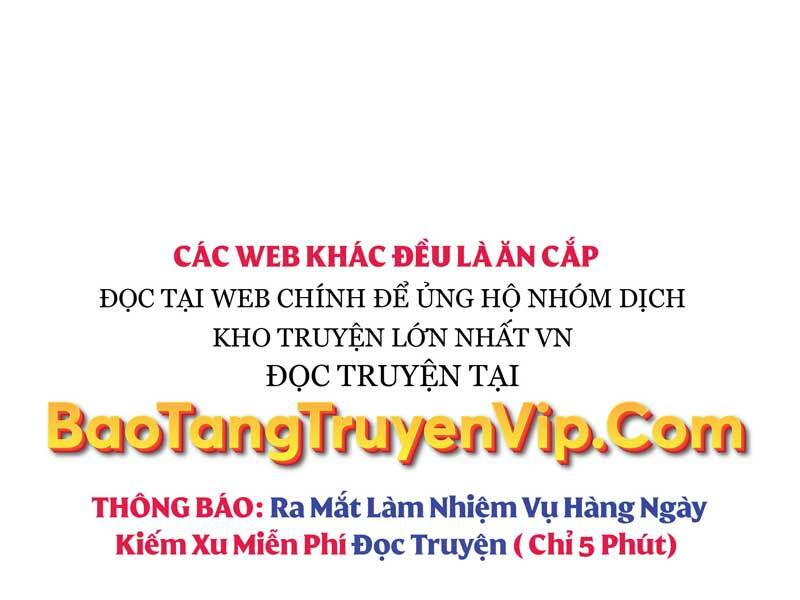 CÁC WEB KHÁC ĐỀU LÀ ĂN CẮP
ĐỌC TẠI WEB CHÍNH ĐỂ ỦNG HỘ NHÓM DỊCH
KHO TRUYỆN LỚN NHẤT VN
ĐỌC TRUYỆN TẠI
BaoTangTruyenVip.Com
THÔNG BÁO: Ra Mắt Làm Nhiệm Vụ Hàng Ngày
Kiếm Xu Miễn Phí Đọc Truyện ( Chỉ 5 Phút)